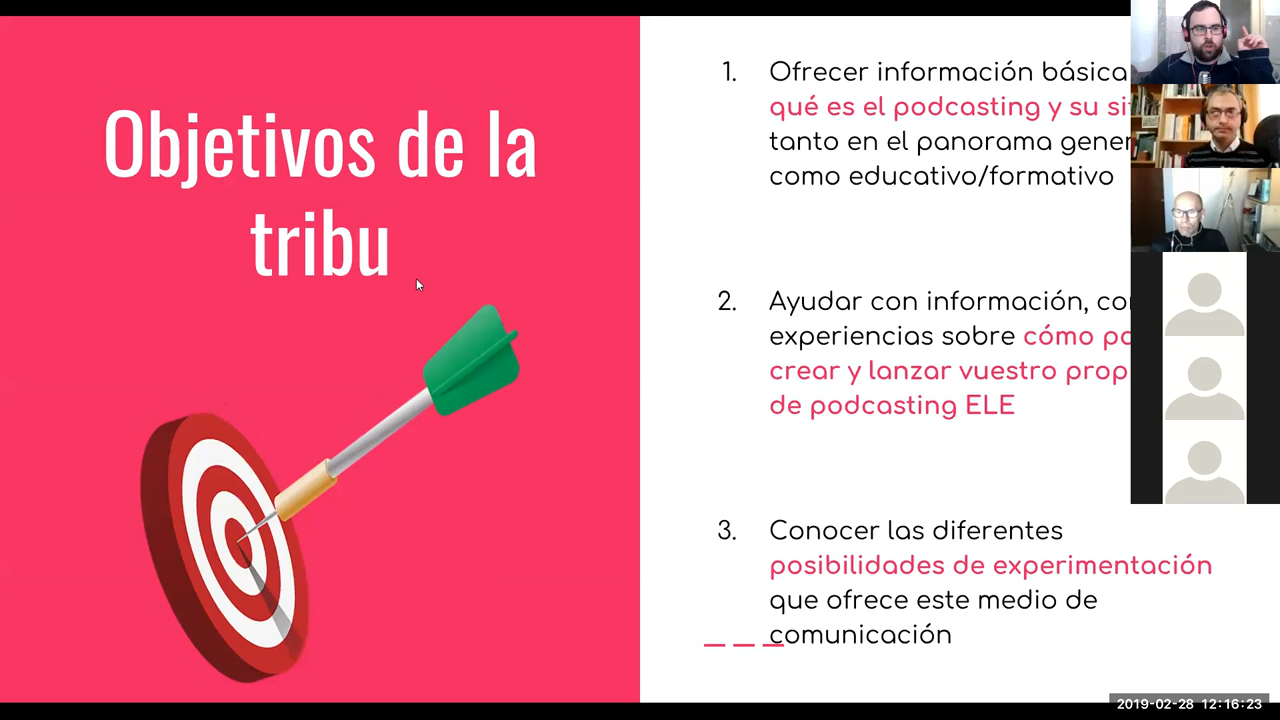 Objetivos de la
tribu
1. Ofrecer información básica
qué es el podcasting y su
tanto en el panorama
como educativo/formativo
2. Ayudar con información,
experiencias sobre cómo
crear y lanzar vuestro
de podcasting ELE
3. Conocer las diferentes
posibilidades de experimentación
que ofrece este medio de
comunicación
2019-02-28 12:16:23